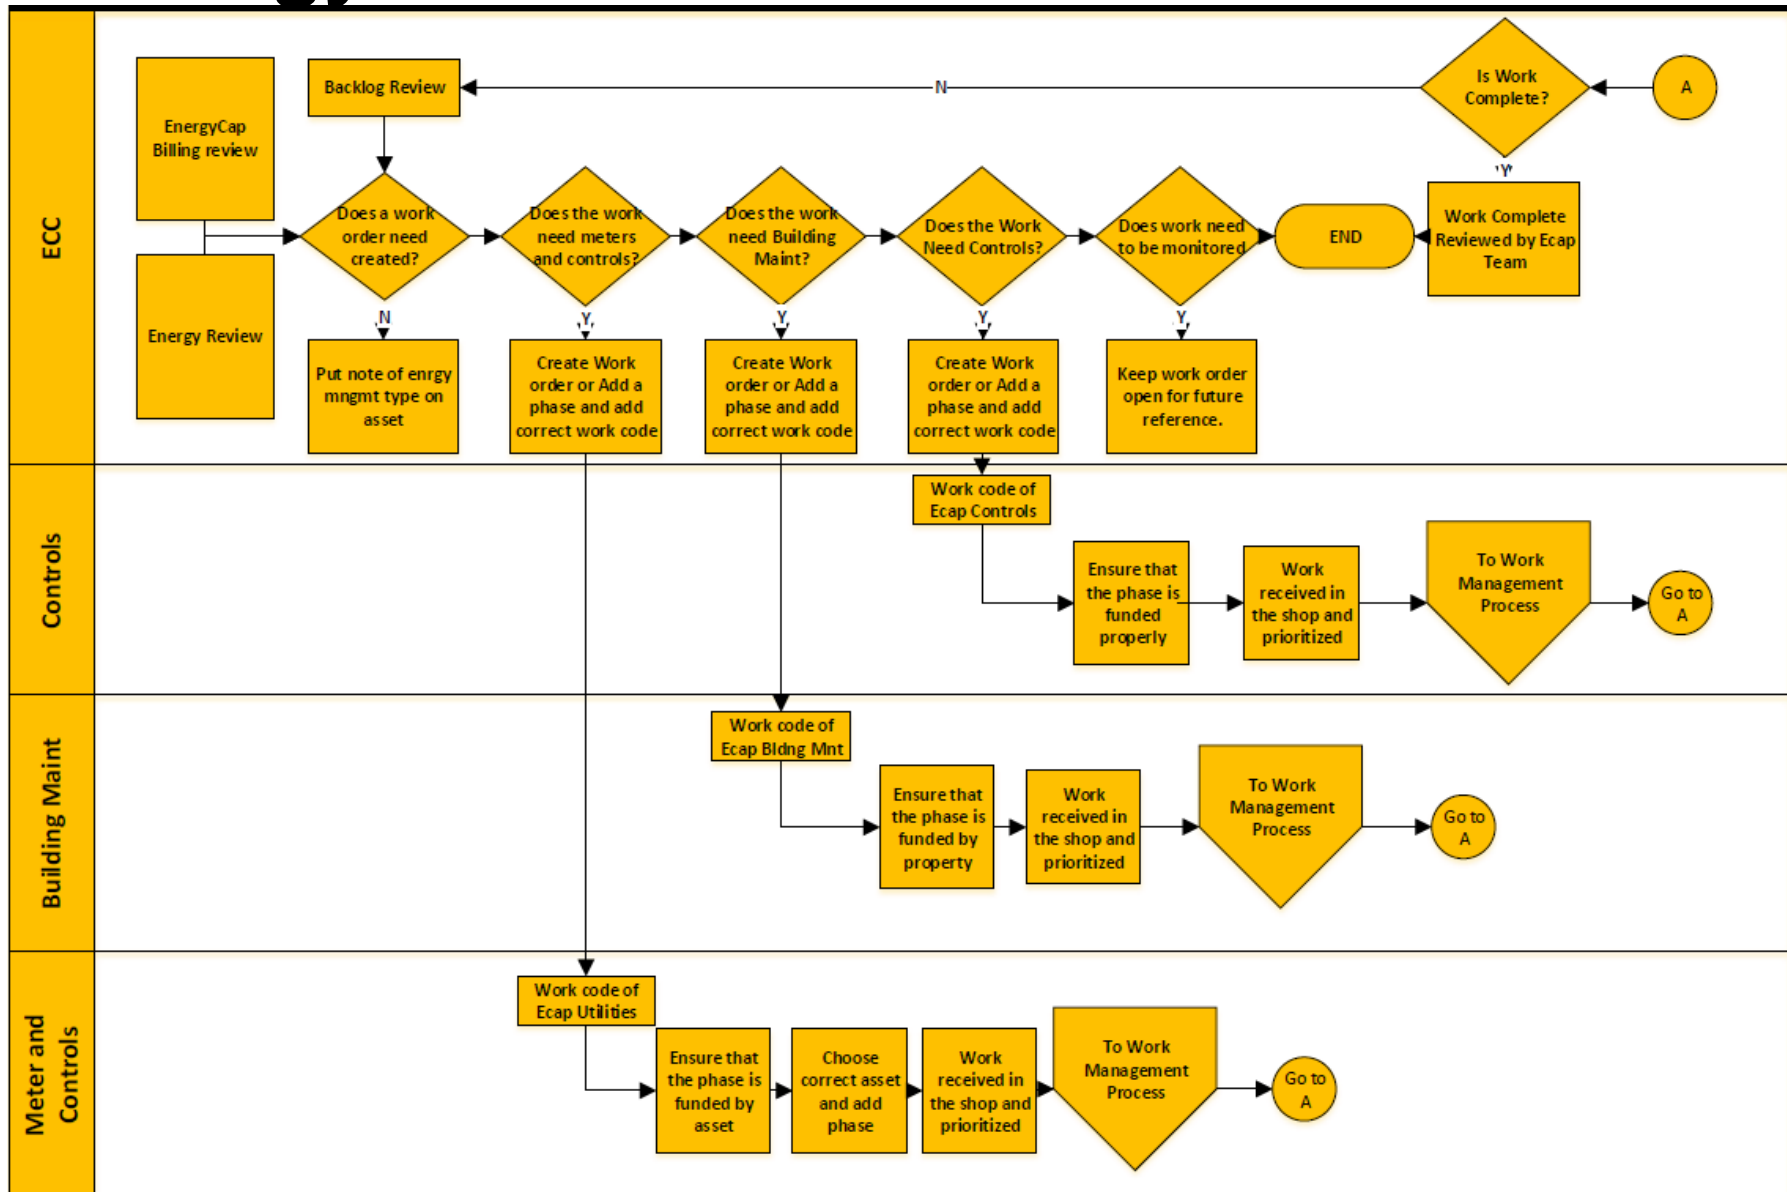 ECC
EnergyCap
Billing review
Energy Review
Backlog Review
N
Is Work
Complete?
A
Y
Does a work
order need
created?
Does the work
need meters
and controls?
Does the work
need Building
Maint?
Does the Work
Need Controls?
Does work need
to be monitored
END
Work Complete
Reviewed by Ecap
Team
N
Y
Y
Y
Y
Put note of enrgy
mngmt type on
asset
Create Work
order or Add a
phase and add
correct work code
Create Work
order or Add a
phase and add
correct work code
Create Work
order or Add a
phase and add
correct work code
Keep work order
open for future
reference.
Controls
Work code of
Ecap Controls
Ensure that
the phase is
funded
properly
Work
received in
the shop and
prioritized
To Work
Management
Process
Go to
A
Building Maint
Work code of
Ecap Bldng Mnt
Ensure that
the phase is
funded by
property
Work
received in
the shop and
prioritized
To Work
Management
Process
Go to
A
Meter and
Controls
Work code of
Ecap Utilities
Ensure that
the phase is
funded by
asset
Choose
correct asset
and add
phase
Work
received in
the shop and
prioritized
To Work
Management
Process
Go to
A